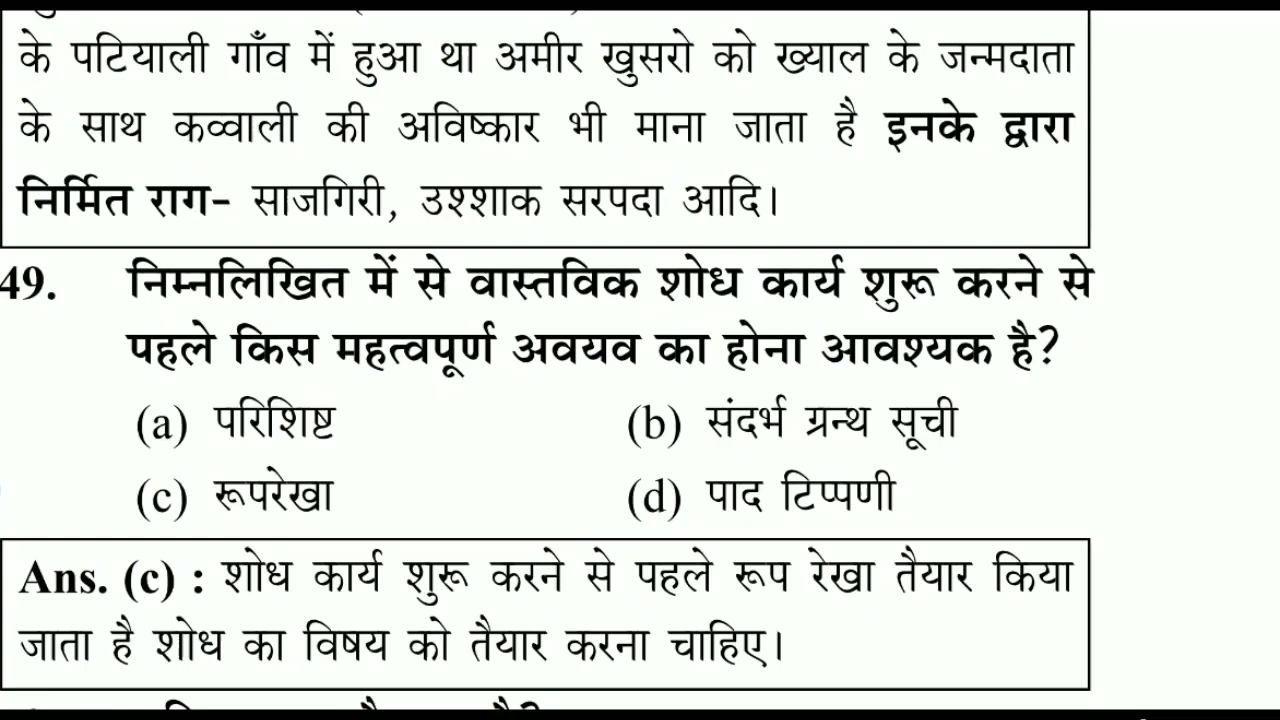 के पटियाली गाँव में हुआ था अमीर खुसरो को ख्याल के जन्मदाता
के साथ कव्वाली की अविष्कार भी माना जाता है इनके द्वारा
निर्मित राग- साजगिरी, उश्शाक सरपदा आदि।
49. निम्नलिखित में से वास्तविक शोध कार्य शुरू करने से
पहले किस महत्वपूर्ण अवयव का होना आवश्यक है?
(a) परिशिष्ट (b) संदर्भ ग्रन्थ सूची
(c) रूपरेखा (d) पाद टिप्पणी
Ans. (c) : शोध कार्य शुरू करने से पहले रूप रेखा तैयार किया
जाता है शोध का विषय को तैयार करना चाहिए।